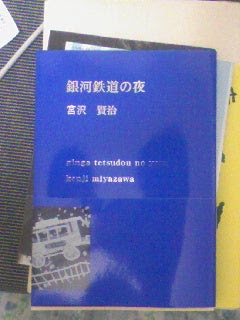 銀河鉄道の夜
宮沢 賢治
ginga tetsudou no
kenji miyazawa